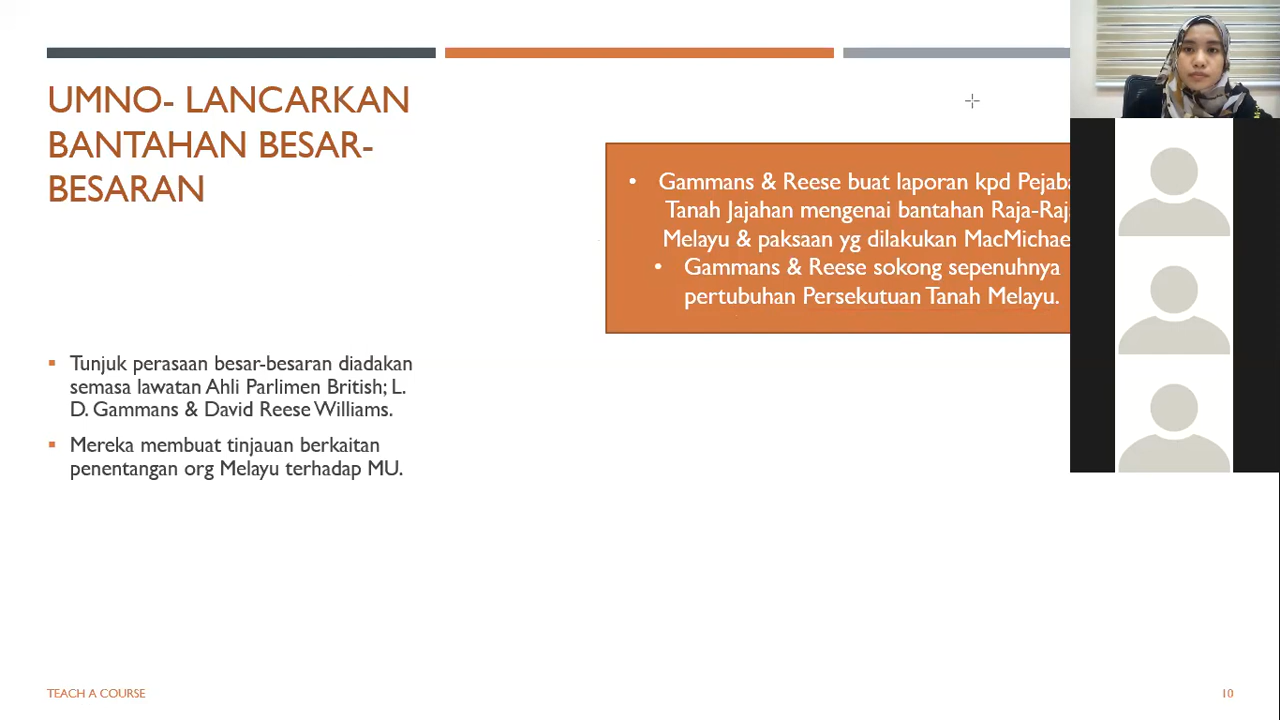 UMNO- LANCARKAN
BANTAHAN BESAR-
BESARAN
Tunjuk perasaan besar-besaran diadakan
semasa lawatan Ahli Parlimen British; L.
D. Gammans & David Reese Williams.
Mereka membuat tinjauan berkaitan
penentangan org Melayu terhadap MU.
• Gammans & Reese buat laporan kpd
Tanah Jajahan mengenai bantahan
Melayu & paksaan yg dilakukan
• Gammans & Reese sokong sepenuhnya
pertubuhan Persekutuan Tanah Melayu.
TEACH A COURSE
10